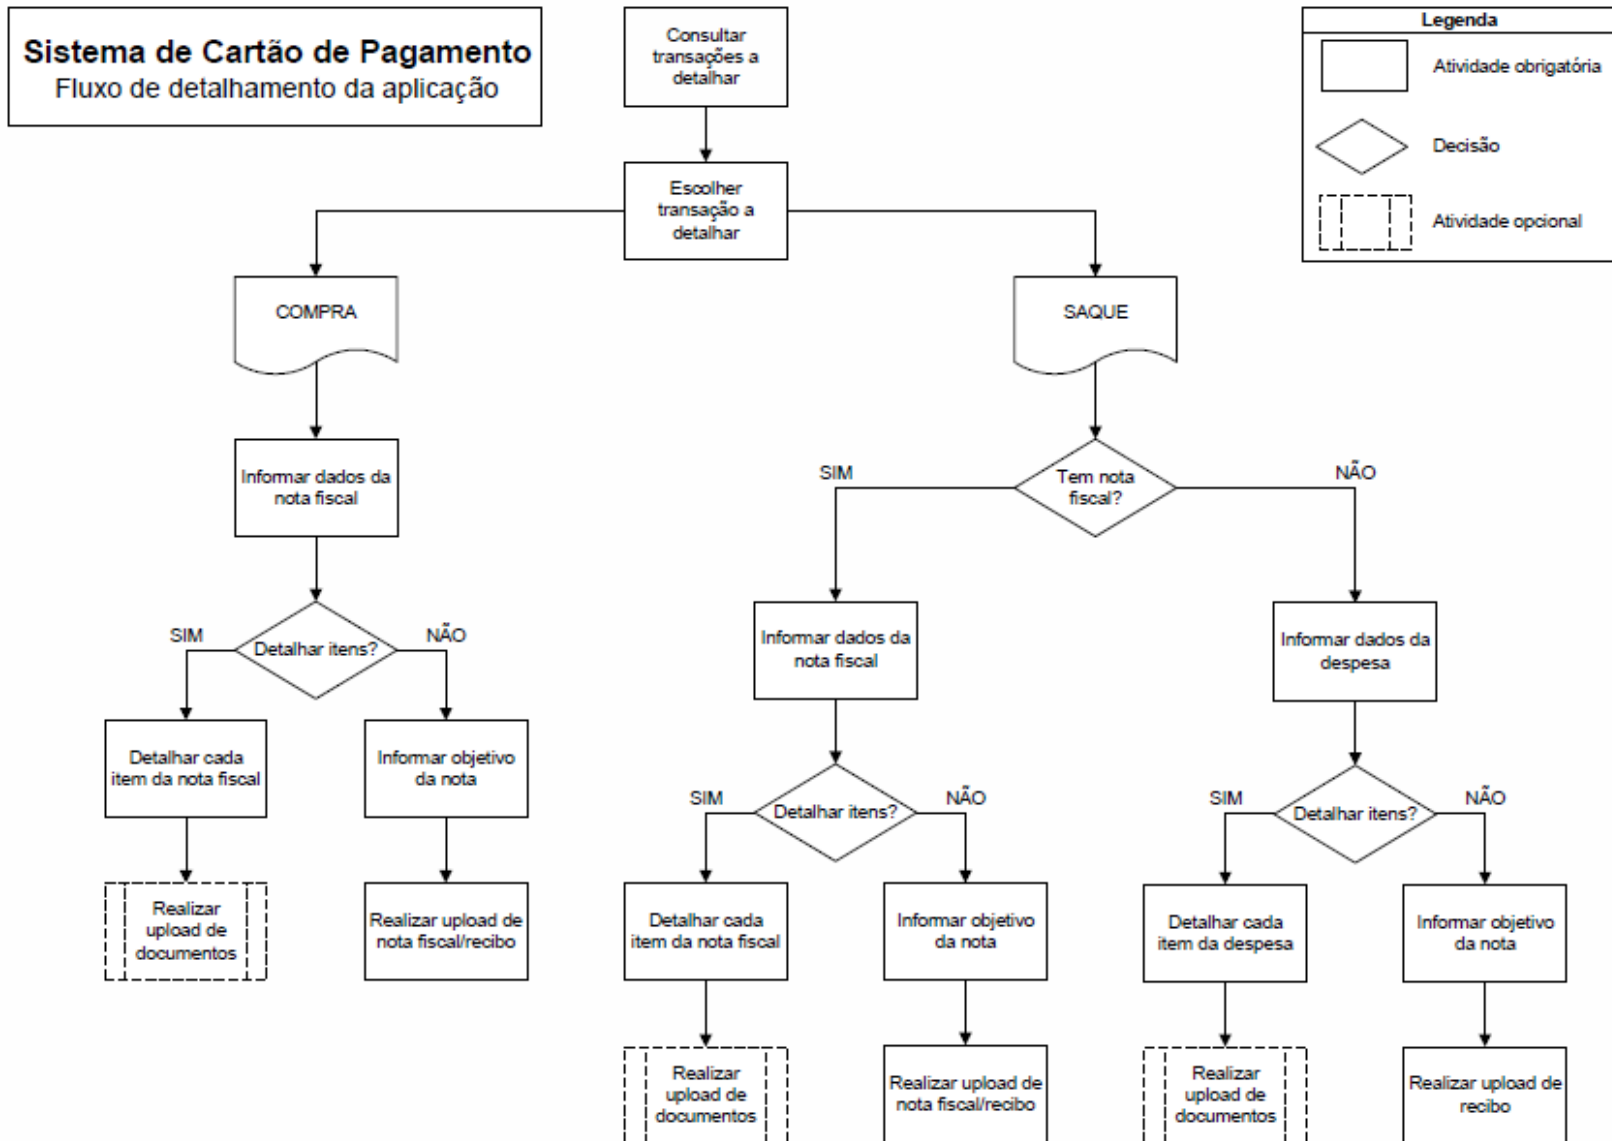 Sistema de Cartão de Pagamento
Fluxo de detalhamento da aplicação
Consultar
transações a
detalhar
Legenda
Atividade obrigatória
Decisão
Atividade opcional
Escolher
transação a
detalhar
COMPRA
SAQUE
Informar dados da
nota fiscal
Tem nota
fiscal?
SIM
NÃO
Detalhar itens?
SIM
NÃO
Informar dados da
nota fiscal
Informar dados da
despesa
Detalhar cada
item da nota fiscal
Informar objetivo
da nota
Detalhar itens?
SIM
NÃO
Detalhar itens?
SIM
NÃO
Realizar
upload de
documentos
Realizar upload de
nota fiscal/recibo
Detalhar cada
item da nota fiscal
Informar objetivo
da nota
Detalhar cada
item da despesa
Informar objetivo
da nota
Realizar
upload de
documentos
Realizar upload de
nota fiscal/recibo
Realizar
upload de
documentos
Realizar upload de
recibo